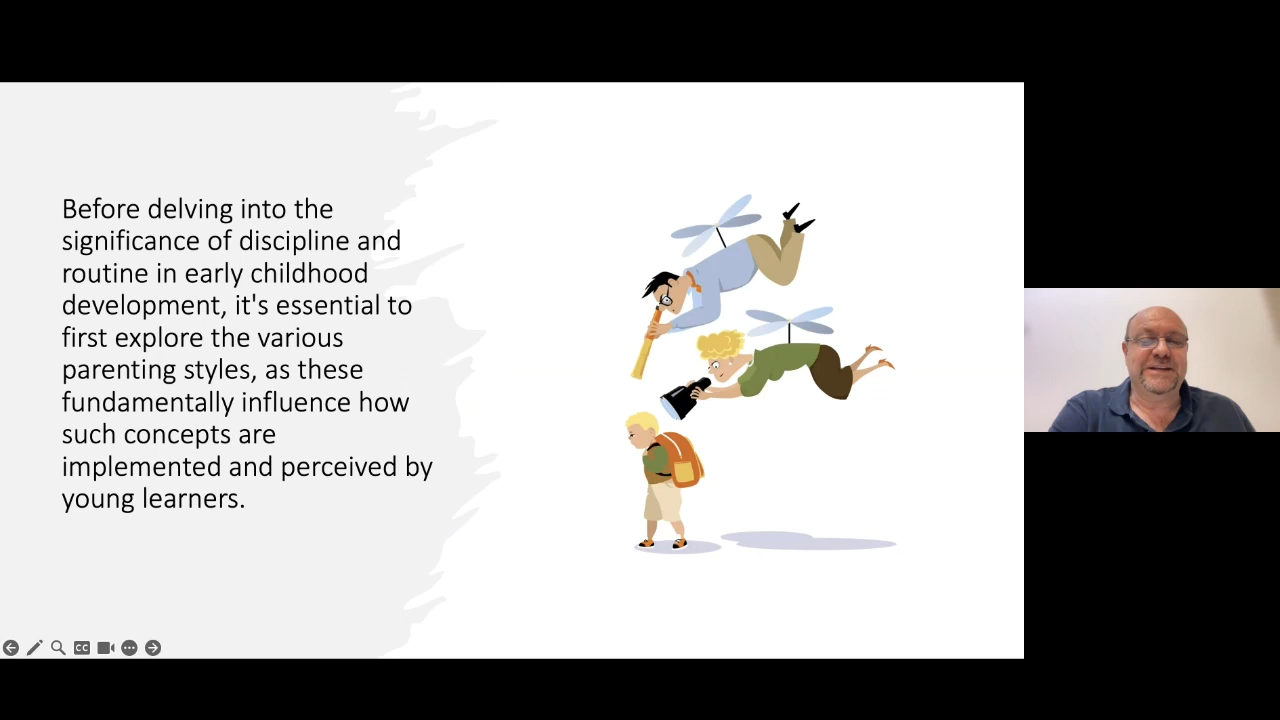 Before delving into the
significance of discipline and
routine in early childhood
development, it's essential to
first explore the various
parenting styles, as these
fundamentally influence how
such concepts are
implemented and perceived by
young learners.
CC